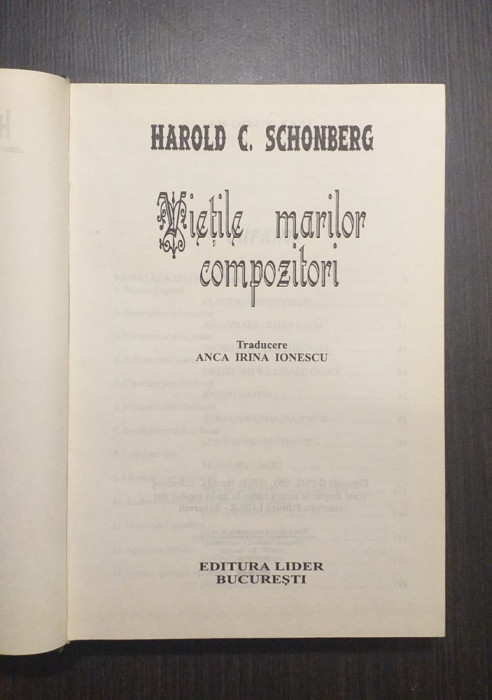 HAROLD C. SCHONBERG
Viețile marilor
compozitori
Traducere
ANCA IRINA IONESCU
EDITURA LIDER
BUCUREȘTI